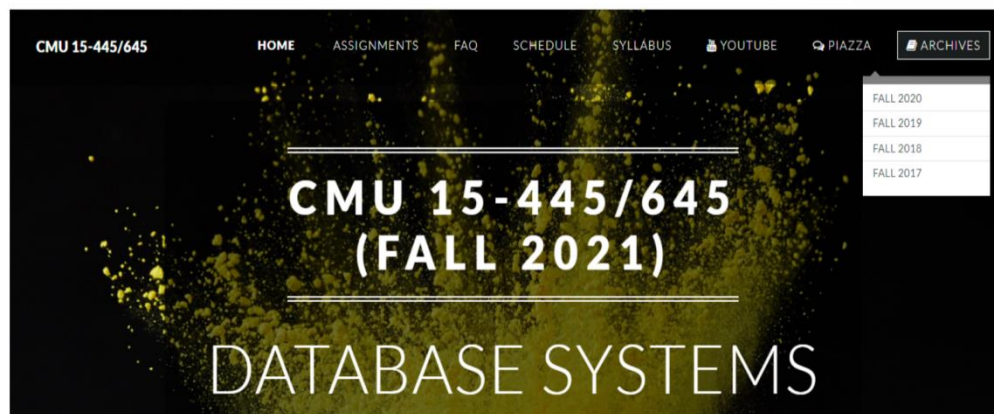 CMU 15-445/645 HOME ASSIGNMENTS FAQ SCHEDULE SYLLABUS YOUTUBE PIAZZA ARCHIVES
FALL 2020
FALL 2019
FALL 2018
FALL 2017
CMU 15-445/645
(FALL 2021)
DATABASE SYSTEMS